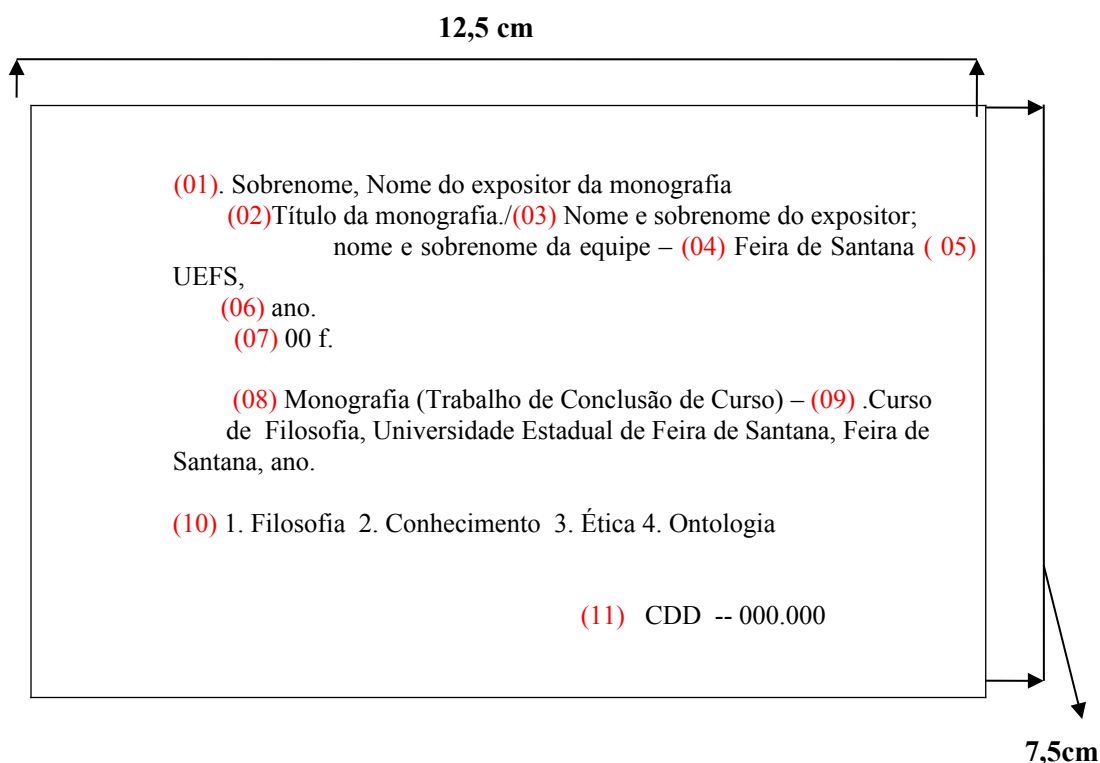 12,5 cm
(01). Sobrenome, Nome do expositor da monografia
(02)Título da monografia./(03) Nome e sobrenome do expositor;
nome e sobrenome da equipe – (04) Feira de Santana ( 05)
UEFS,
(06) ano.
(07) 00 f.
(08) Monografia (Trabalho de Conclusão de Curso) – (09) .Curso
de Filosofia, Universidade Estadual de Feira de Santana, Feira de
Santana, ano.
(10) 1. Filosofia 2. Conhecimento 3. Ética 4. Ontologia
(11) CDD -- 000.000
7,5cm